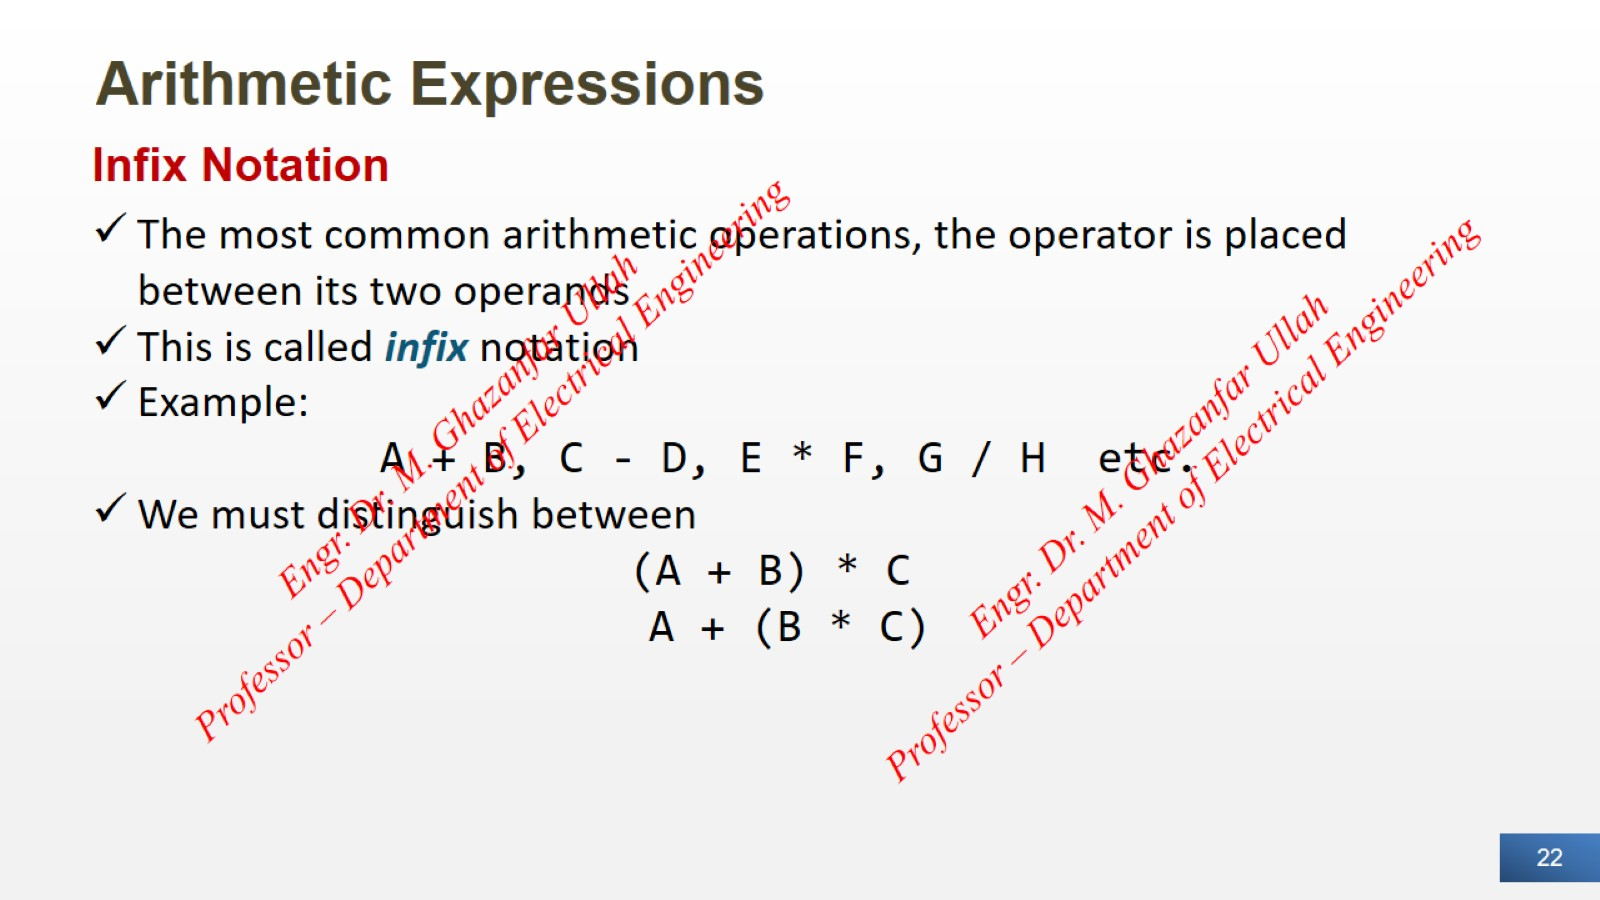 Arithmetic Expressions
Infix Notation
✓ The most common arithmetic operations, the operator is placed
between its two operands
✓ This is called infix notation
✓ Example:
A + B, C - D, E * F, G / H etc.
✓ We must distinguish between
(A + B) * C
A + (B * C)
Engr. Dr. M. Ghazanfar Ullah
Professor – Department of Electrical Engineering
Engr. Dr. M. Ghazanfar Ullah
Professor – Department of Electrical Engineering
22